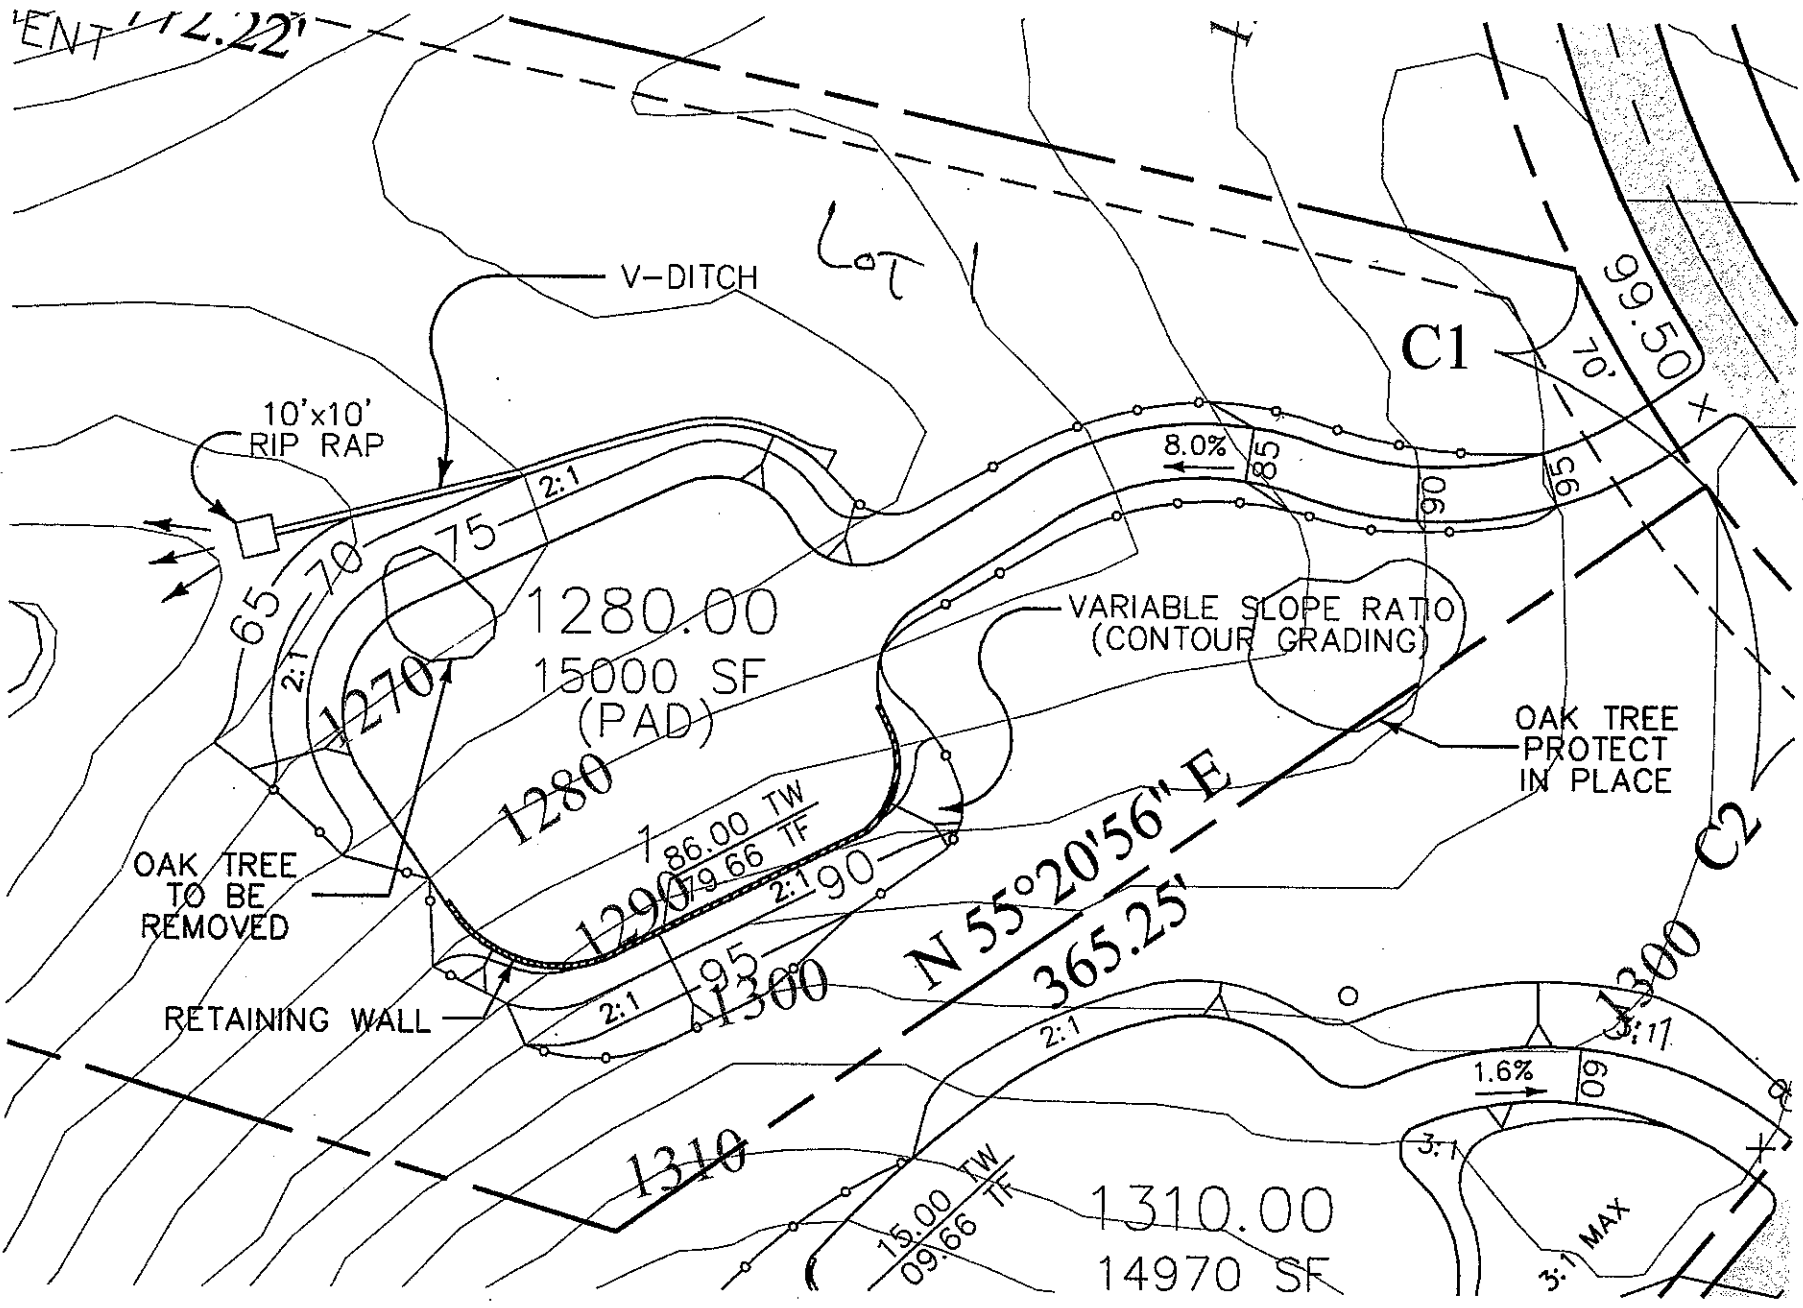 ENT 772.22'
V-DITCH
LOT 1
C1
99.50
70'
10'x10'
RIP RAP
2:1
75
70
65
2:1
8.0%
85
90
95
1280.00
15000 SF
(PAD)
1270
1280
VARIABLE SLOPE RATIO
(CONTOUR GRADING)
OAK TREE
PROTECT
IN PLACE
86.00 TW
79.66 TF
1290
2:1
90
OAK TREE
TO BE
REMOVED
RETAINING WALL
95
2:1
1300
N 55°20'56" E
365.25'
C2
1300
2:1
3:1
1.6%
09
1310
15.00 TW
09.66 TF
1310.00
14970 SF
3:1
3:1 MAX